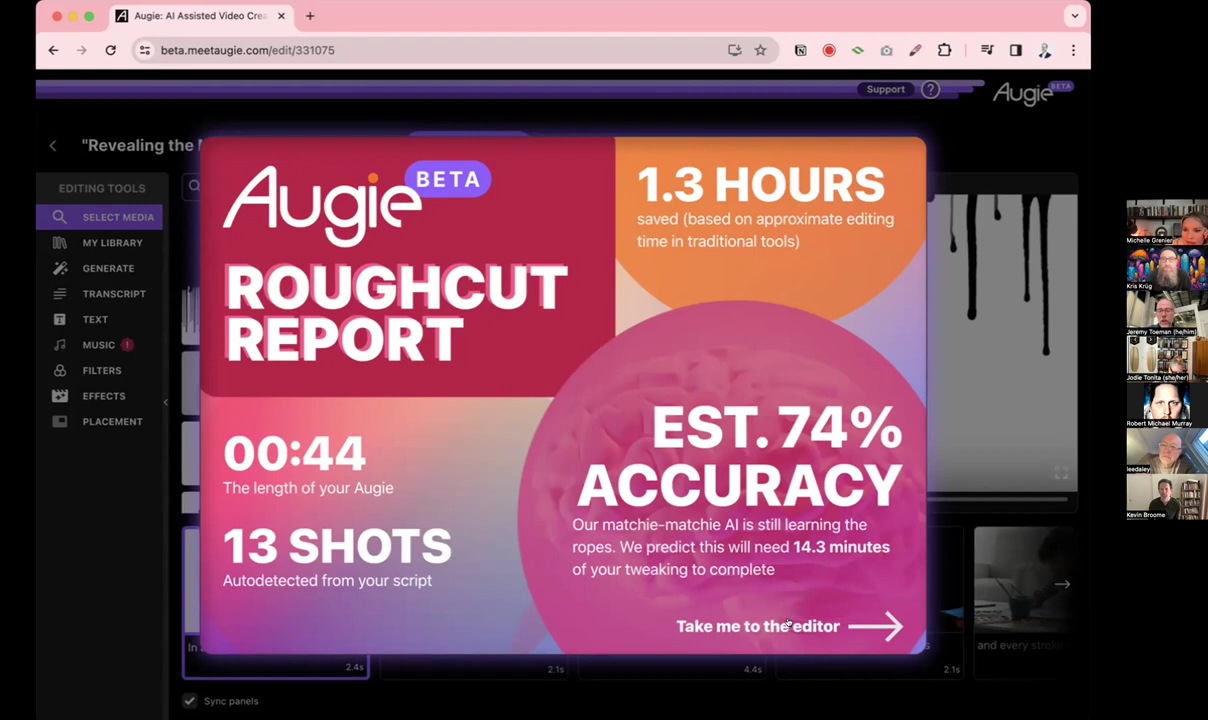 Augie: AI Assisted Video Crea
beta.meetaugie.com/edit/331075
Support
?
Augie
BETA
"Revealing the
EDITING TOOLS
SELECT MEDIA
MY LIBRARY
GENERATE
TRANSCRIPT
TEXT
MUSIC
FILTERS
EFFECTS
PLACEMENT
Augie BETA
ROUGHCUT
REPORT
1.3 HOURS
saved (based on approximate editing
time in traditional tools)
00:44
The length of your Augie
13 SHOTS
Autodetected from your script
EST. 74%
ACCURACY
Our matchie-matchie AI is still learning the
ropes. We predict this will need 14.3 minutes
of your tweaking to complete
Take me to the editor
In
and every stroke
2.4s
2.1s
4.4s
2.1s
Sync panels
Michelle Grenier
Kris Krüg
Jeremy Toeman (he/him)
Jodie Tonita (she/her)
Robert Michael Murray
leedaley
Kevin Broome